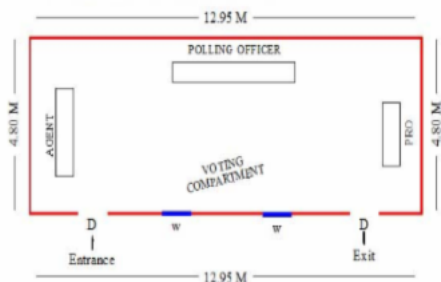 12.95 M
POLLING OFFICER
4.80 M
AGENT
PRO
4.80 M
VOTING
COMPARTMENT
D
W
W
D
Entrance
Exit
12.95 M